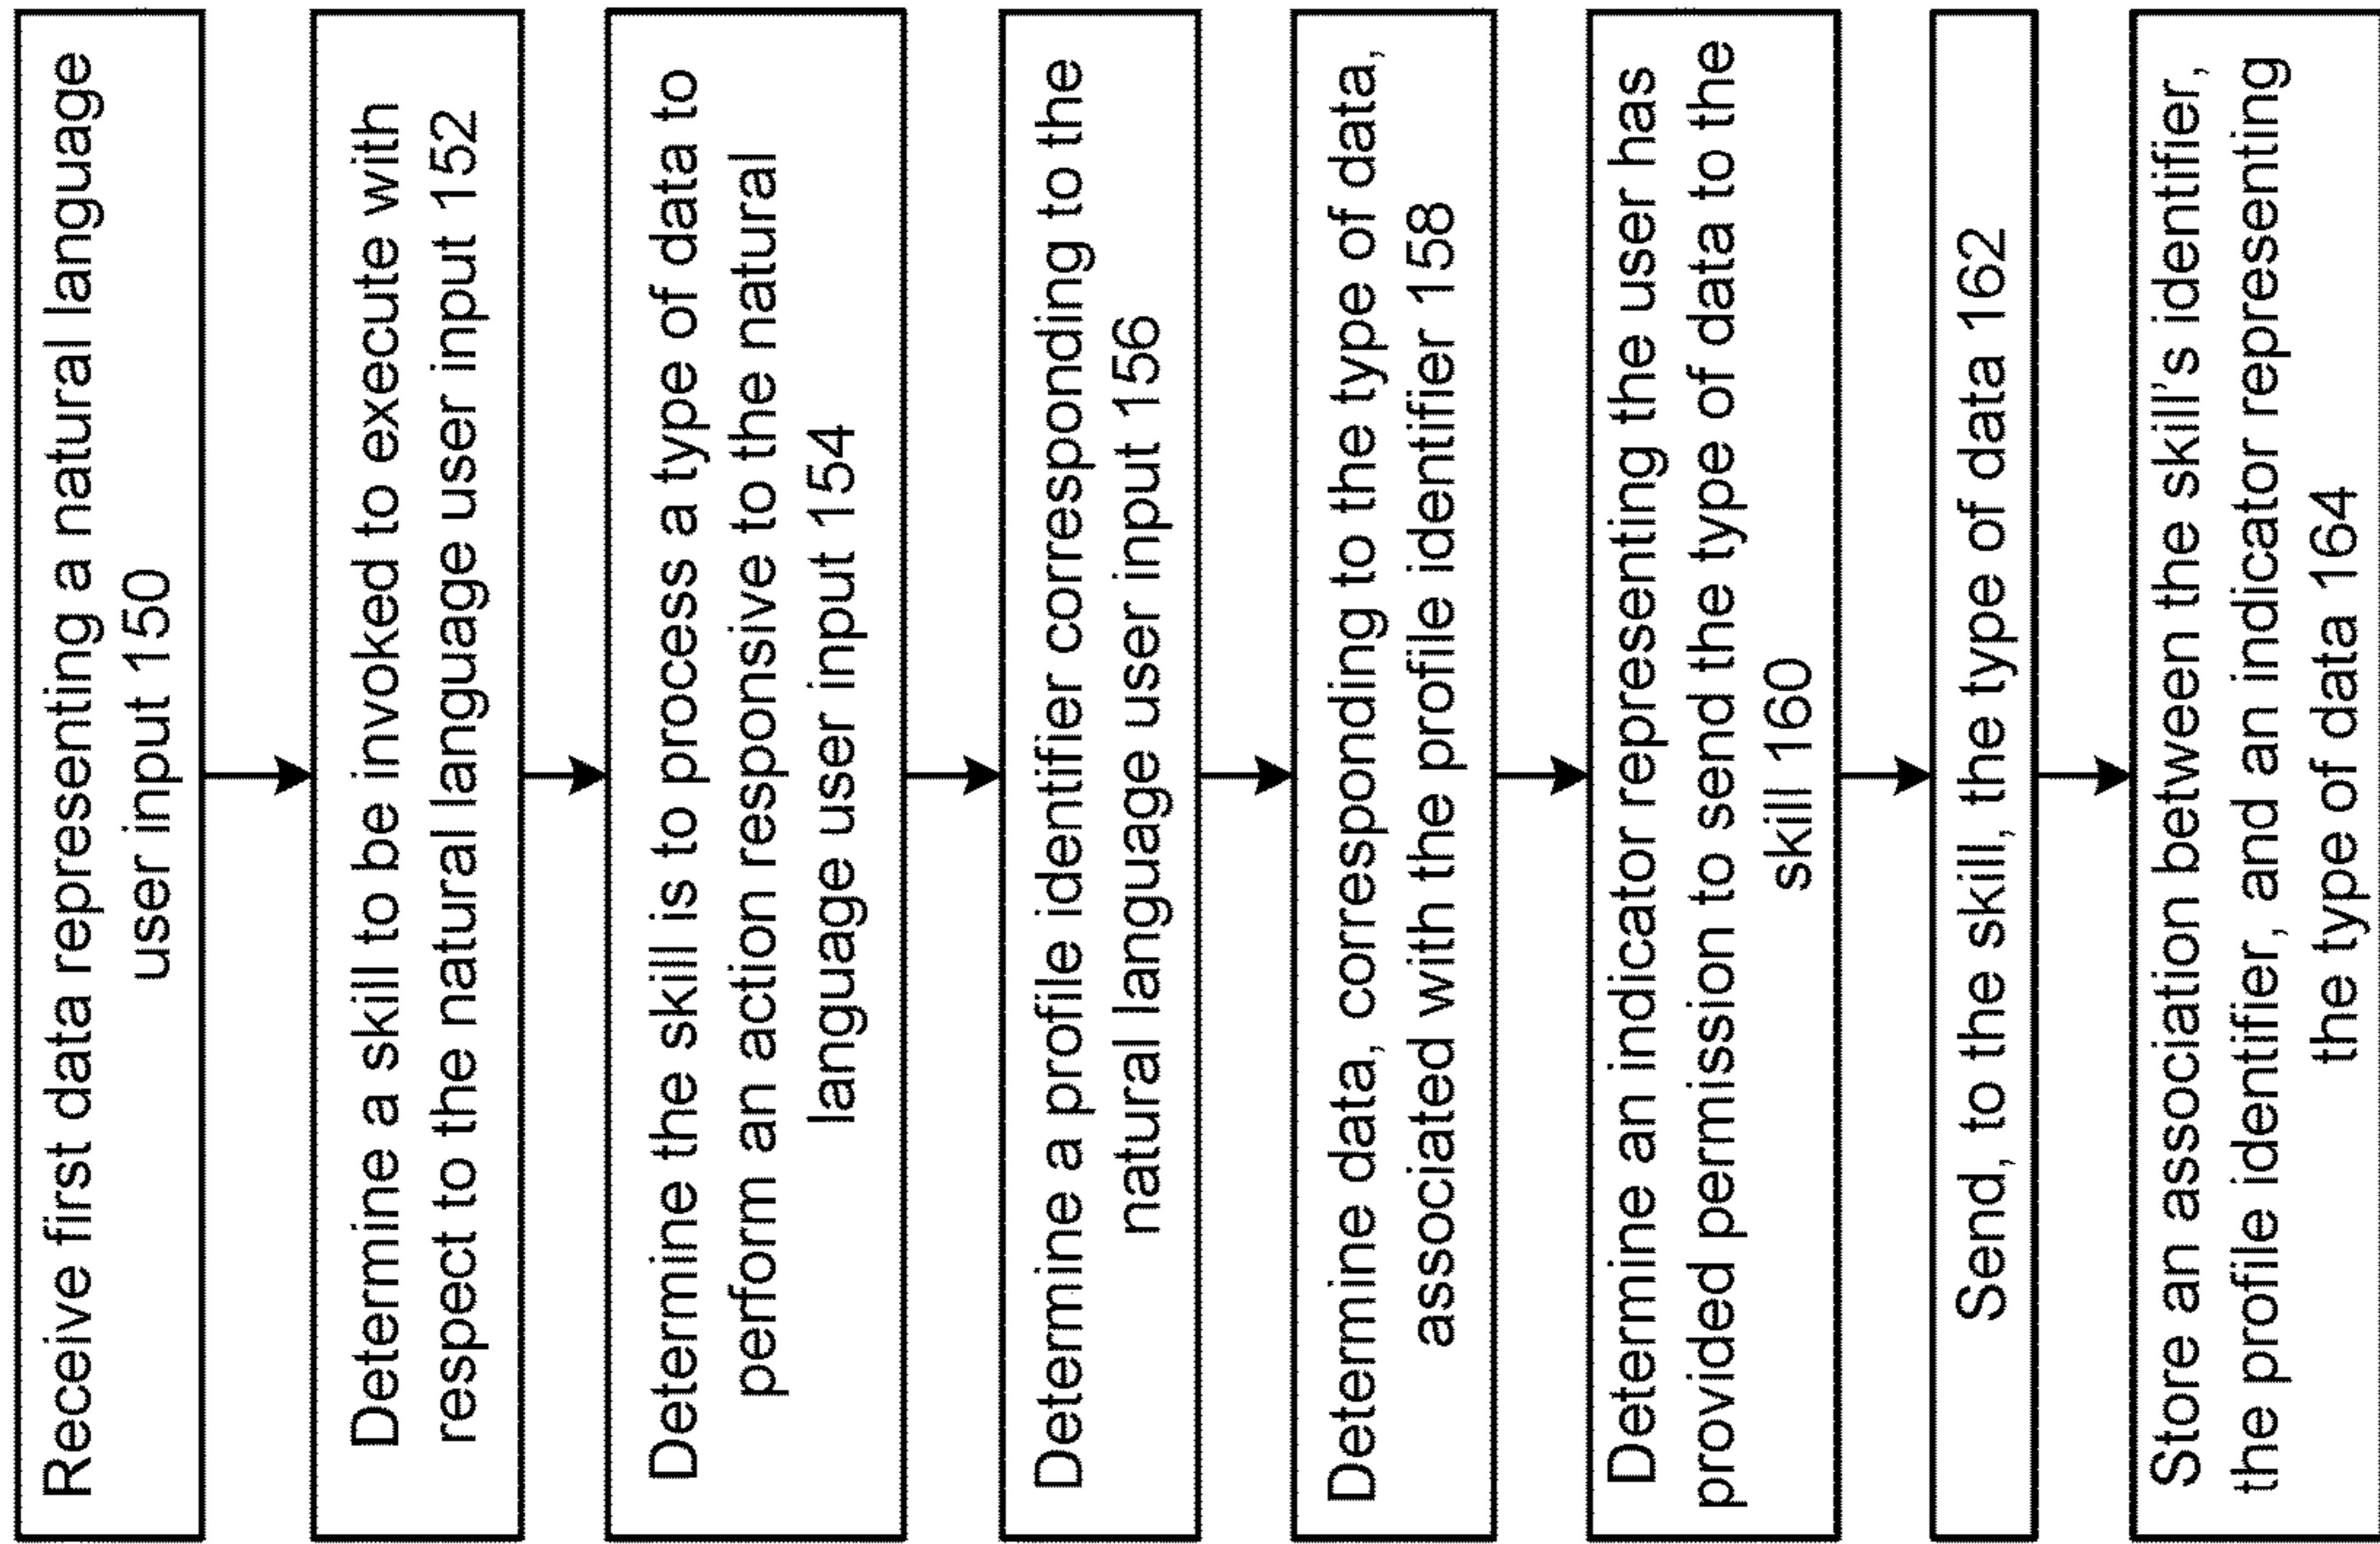 Receive first data representing a natural language
user input 150
Determine a skill to be invoked to execute with
respect to the natural language user input 152
Determine the skill is to process a type of data to
perform an action responsive to the natural
language user input 154
Determine a profile identifier corresponding to the
natural language user input 156
Determine data, corresponding to the type of data,
associated with the profile identifier 158
Determine an indicator representing the user has
provided permission to send the type of data to the
skill 160
Send, to the skill, the type of data 162
Store an association between the skill's identifier,
the profile identifier, and an indicator representing
the type of data 164